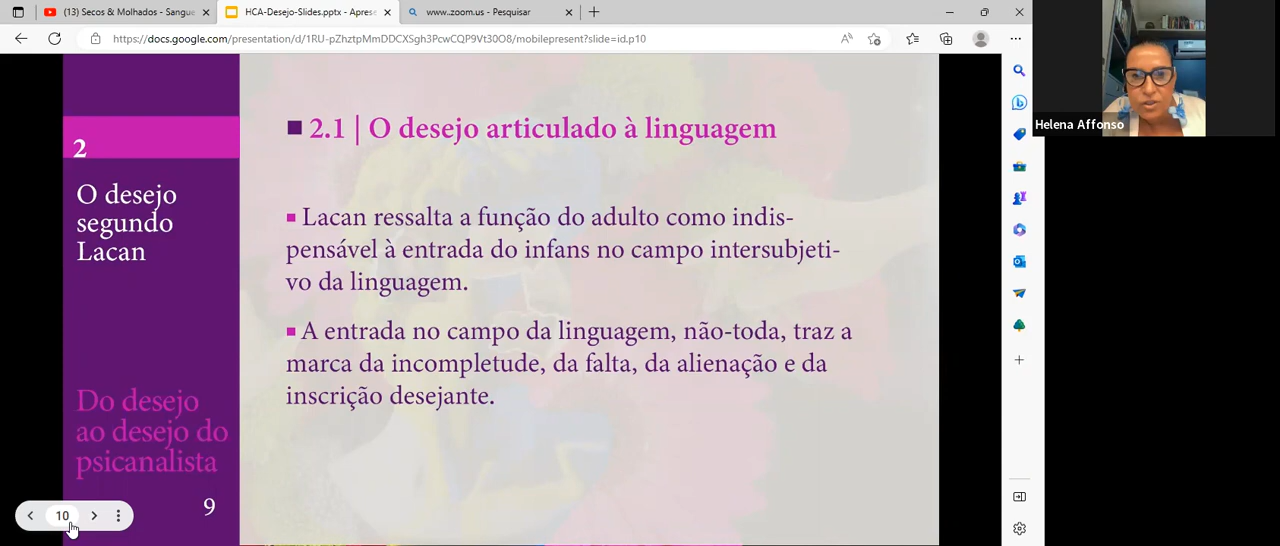 (13) Secos & Molhados - Sangue
HCA-Desejo-Slides.pptx - Aprese
www..zoom.us - Pesquisar
https://docs.google.com/presentation/d/1RU-pZhztpMmDDCXSgh3PcwCQP9Vt30O8/mobilepresent?slide=id.p10
Helena Affonso
2
O desejo
segundo
Lacan
Do desejo
ao desejo do
psicanalista
9
10
2.1 | O desejo articulado à linguagem
Lacan ressalta a função do adulto como indis-
pensável à entrada do infans no campo intersubjeti-
vo da linguagem.
A entrada no campo da linguagem, não-toda, traz a
marca da incompletude, da falta, da alienação e da
inscrição desejante.